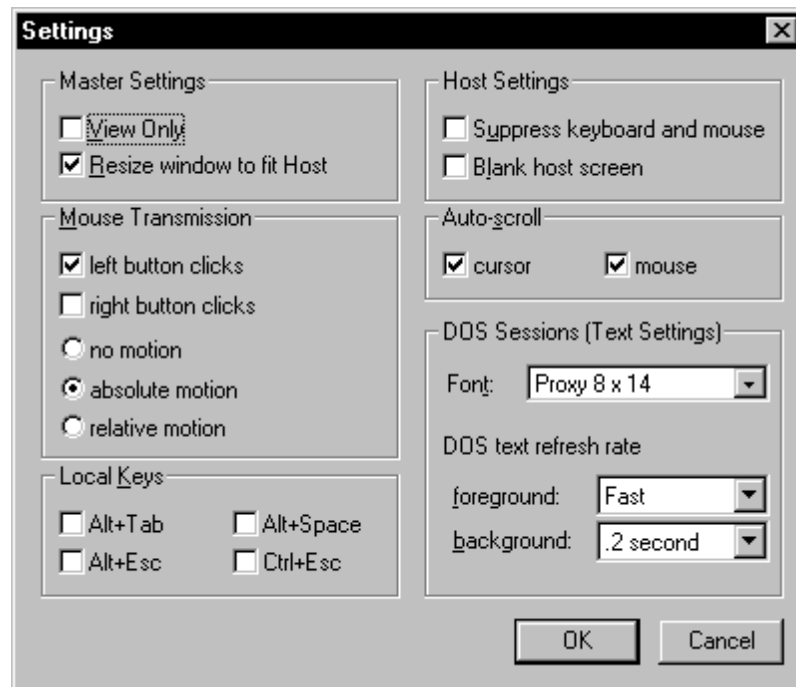 Settings
Master Settings
View Only
Resize window to fit Host
Mouse Transmission
left button clicks
right button clicks
no motion
absolute motion
relative motion
Local Keys
Alt+Tab Alt+Space
Alt+Esc Ctrl+Esc
Host Settings
Suppress keyboard and mouse
Blank host screen
Auto-scroll
cursor mouse
DOS Sessions (Text Settings)
Font: Proxy 8 x 14
DOS text refresh rate
foreground: Fast
background: .2 second
OK Cancel